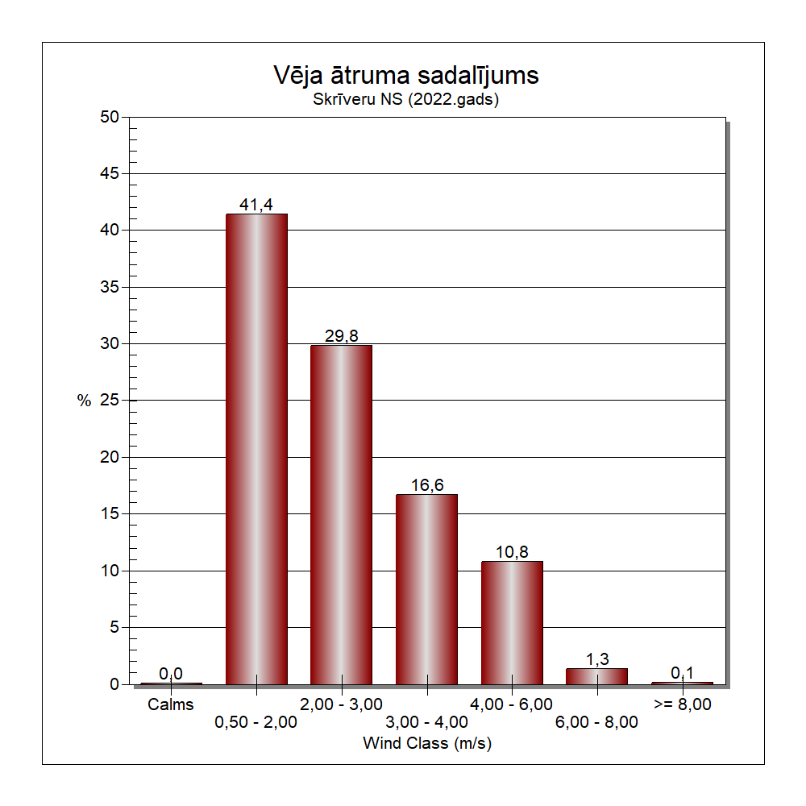 Vēja ātruma sadalījums
Skrīveru NS (2022.gads)
50
45
40
35
30
% 25
20
15
10
5
0
41,4
29,8
16,6
10,8
1,3
0,0
0,1
Calms
0,50 - 2,00
2,00 - 3,00
3,00 - 4,00
4,00 - 6,00
6,00 - 8,00
>= 8,00
Wind Class (m/s)